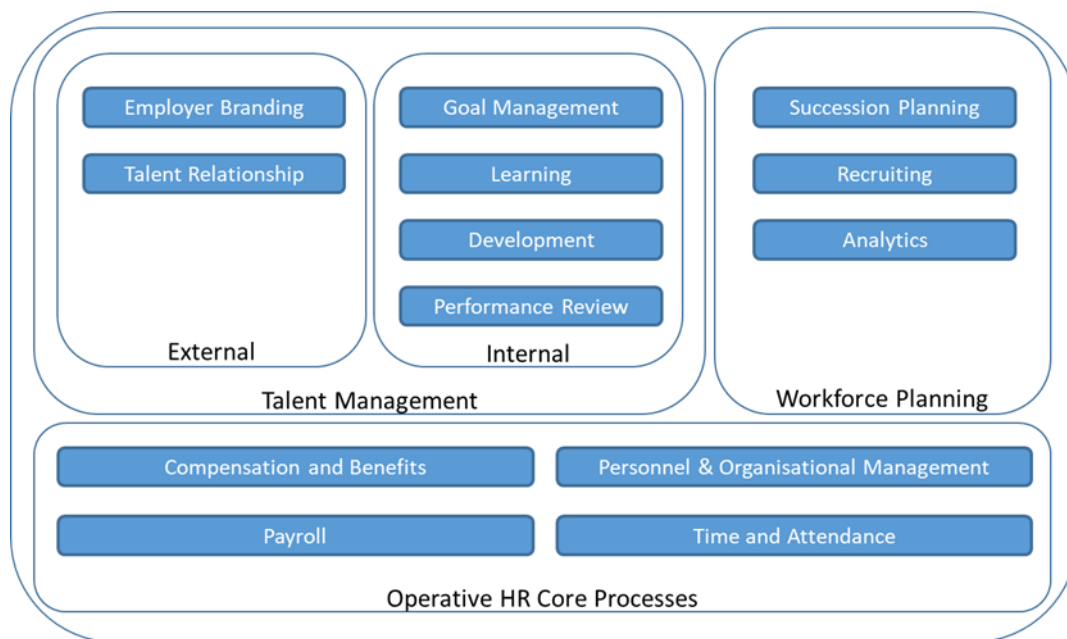 Employer Branding
Talent Relationship
External
Goal Management
Learning
Development
Performance Review
Internal
Talent Management
Succession Planning
Recruiting
Analytics
Workforce Planning
Compensation and Benefits
Personnel & Organisational Management
Payroll
Time and Attendance
Operative HR Core Processes